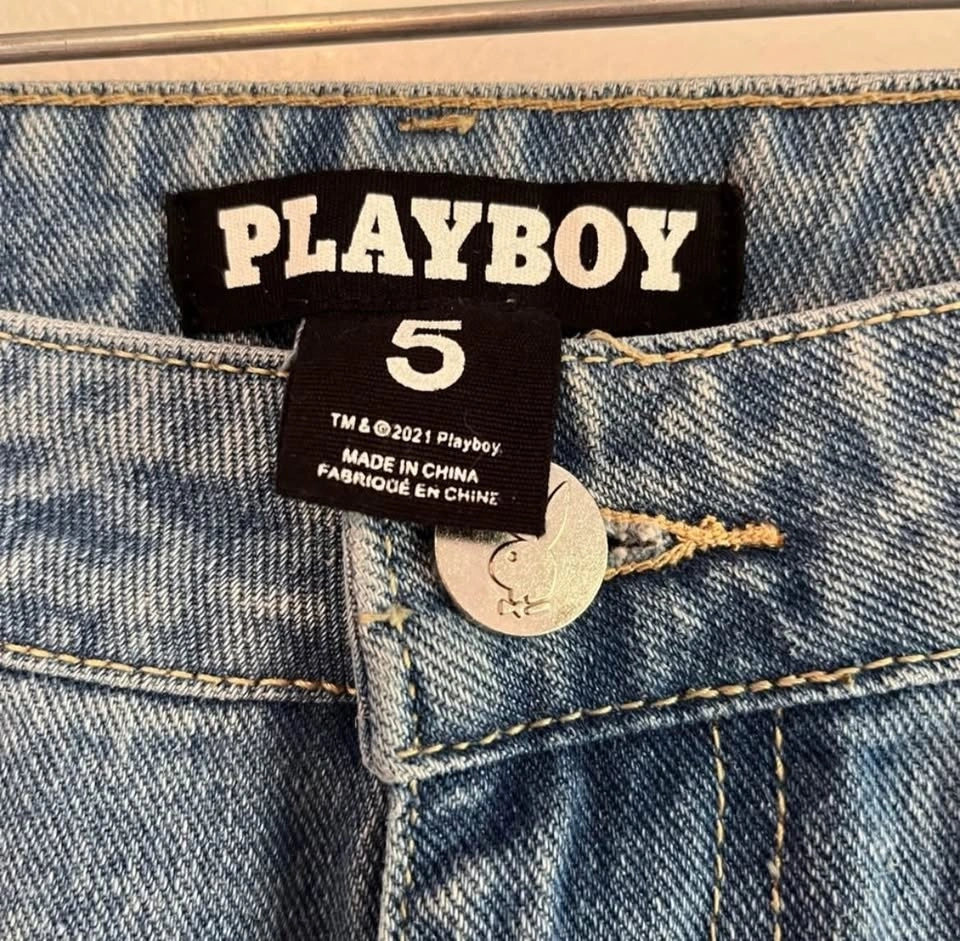 PLAYBOY
5
TM & ©2021 Playboy.
MADE IN CHINA
FABRIQUÉ EN CHINE